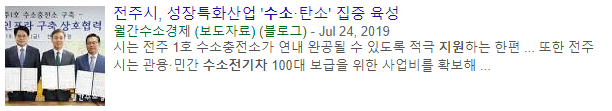 전주시, 성장특화산업 '수소·탄소' 집중 육성
월간수소경제 (보도자료) (블로그) - Jul 24, 2019
시는 전주 1호 수소충전소가 연내 완공될 수 있도록 적극 지원하는 한편 ... 또한 전주
시는 관용·민간 수소전기차 100대 보급을 위한 사업비를 확보해 ...
주1호 수소충전소 구축
인프라 구축 상호협력